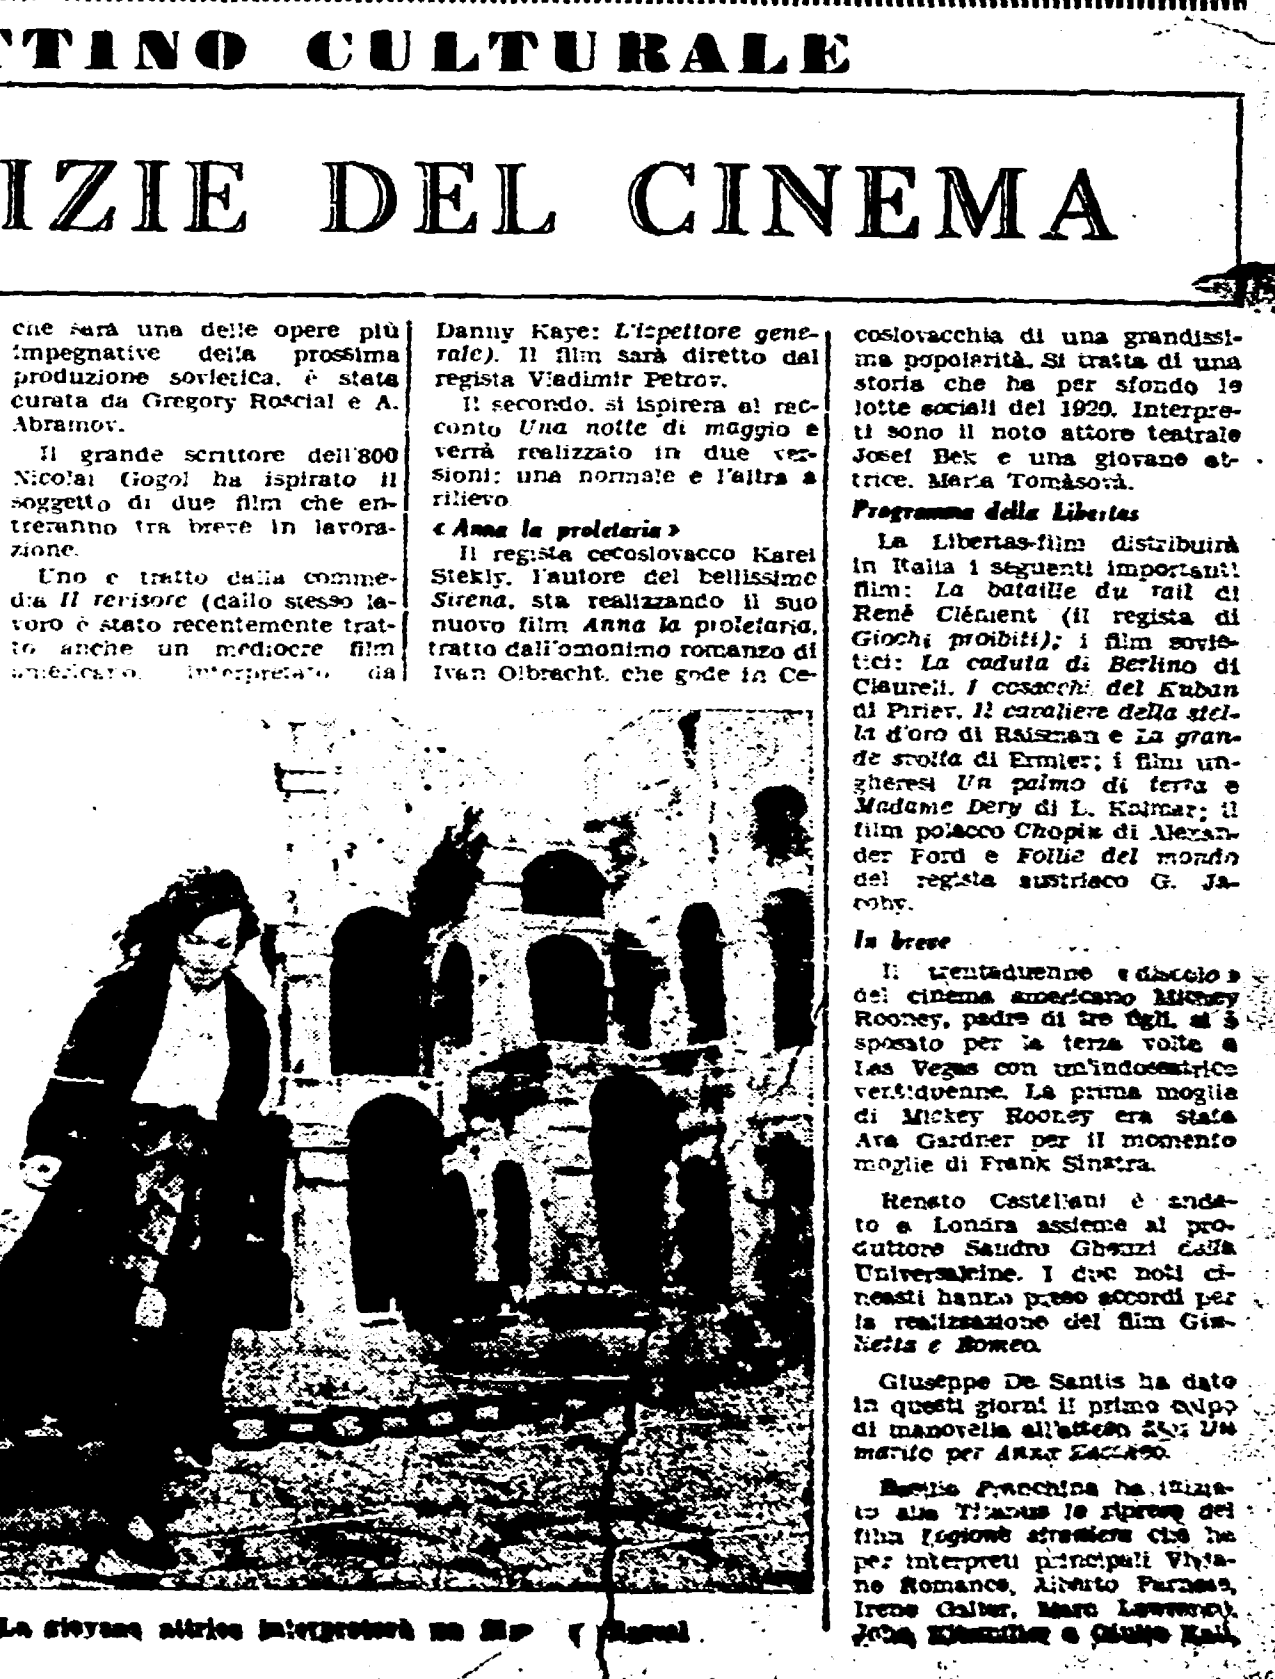 TTINO CULTURALE
IZIE DEL CINEMA
che sarà una delle opere più
impegnative della prossima
produzione sovietica, è stata
curata da Gregory Roscial e A.
Abramov.
Il grande scrittore dell'800
Nicolai Gogol ha ispirato il
soggetto di due film che en-
treranno tra breve in lavora-
zione.
Uno è tratto dalla comme-
dia Il revisore (dallo stesso la-
voro è stato recentemente trat-
to anche un mediocre film
americano, interpretato da
Danny Kaye: L'ispettore gene-
rale). Il film sarà diretto dal
regista Vladimir Petrov.
Il secondo, si ispirerà al rac-
conto Una notte di maggio e
verrà realizzato in due ver-
sioni: una normale e l'altra a
rilievo.
« Anna la proletaria »
Il regista cecoslovacco Karel
Stekly, l'autore del bellissimo
Sirena, sta realizzando il suo
nuovo film Anna la proletaria,
tratto dall'omonimo romanzo di
Ivan Olbracht, che gode in Ce-
coslovacchia di una grandissi-
ma popolarità. Si tratta di una
storia che ha per sfondo le
lotte sociali del 1920. Interpre-
ti sono il noto attore teatrale
Josef Bek e una giovane at-
trice, Maria Tomàsovà.
Programma della Libertas
La Libertas-film distribuirà
in Italia i seguenti importanti
film: La bataille du rail di
Renè Clément (il regista di
Giochi proibiti); i film sovie-
tici: La caduta di Berlino di
Ciaureli, I cosacchi del Kuban
di Piriev, Il cavaliere della stel-
la d'oro di Raisman e La gran-
de svolta di Ermler; i film un-
gheresi Un palmo di terra e
Madame Dery di L. Kalmar; il
film polacco Chopin di Alexan-
der Ford e Follie del mondo
del regista austriaco G. Ja-
coby.
In breve
Il trentaduenne « discolo »
del cinema americano Mickey
Rooney, padre di tre figli, si è
sposato per la terza volta a
Las Vegas con un'indossatrice
ventiduenne. La prima moglie
di Mickey Rooney era stata
Ava Gardner per il momento
moglie di Frank Sinatra.
Renato Castellani è anda-
to a Londra assieme al pro-
duttore Sandro Ghenzi dalla
Universalcine. I due noti ci-
neasti hanno preso accordi per
la realizzazione del film Giu-
lietta e Romeo.
Giuseppe De Santis ha dato
in questi giorni il primo colpo
di manovella all'atteso film Un
marito per Anna Zaccheo.
Basilio Franchina ha inizia-
to alla Titanus le riprese del
film Legione straniera che ha
per interpreti principali Vivia-
ne Romance, Alberto Farnese,
Irene Galter, Marc Lawrence,
John Kitzmiller e Giulio Kali,
La giovane attrice interpreterà un film